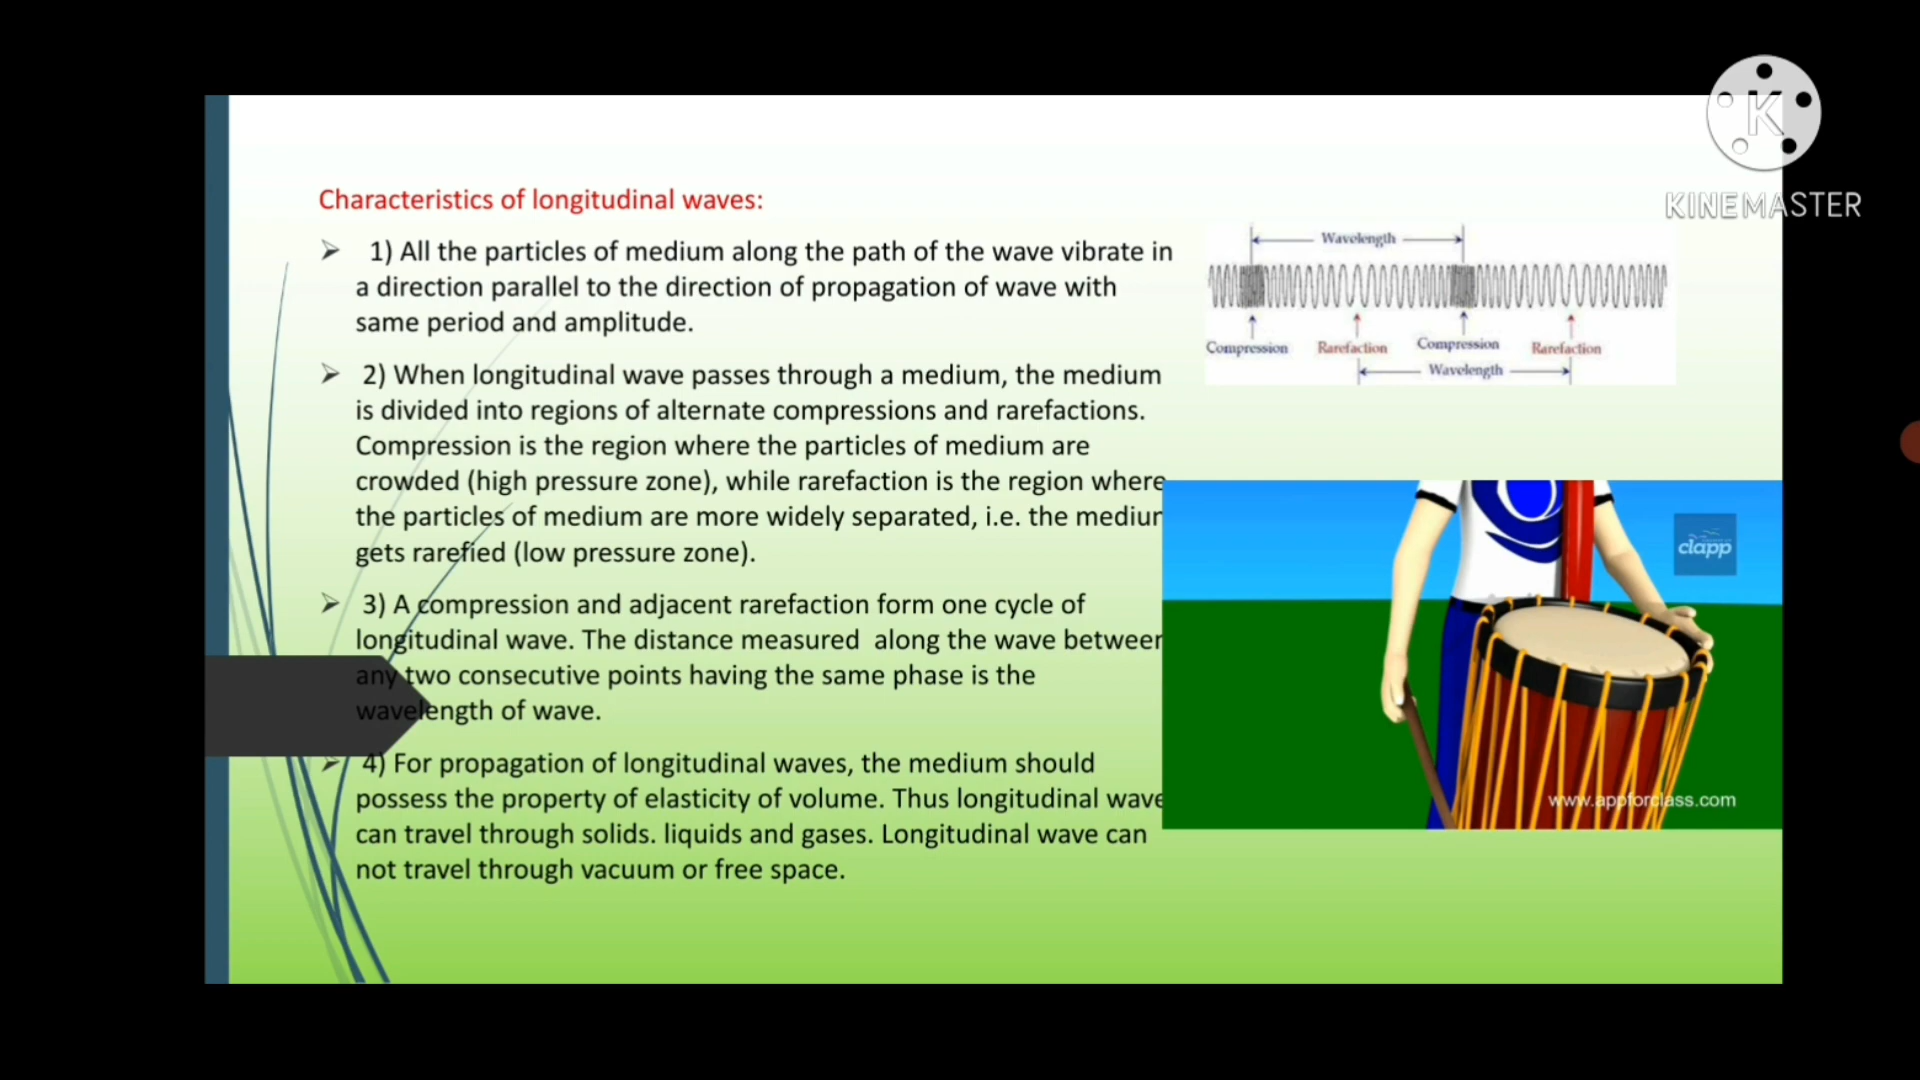 K
KINEMASTER
Characteristics of longitudinal waves:
1) All the particles of medium along the path of the wave vibrate in
a direction parallel to the direction of propagation of wave with
same period and amplitude.
2) When longitudinal wave passes through a medium, the medium
is divided into regions of alternate compressions and rarefactions.
Compression is the region where the particles of medium are
crowded (high pressure zone), while rarefaction is the region where
the particles of medium are more widely separated, i.e. the medium
gets rarefied (low pressure zone).
3) A compression and adjacent rarefaction form one cycle of
longitudinal wave. The distance measured along the wave between
any two consecutive points having the same phase is the
wavelength of wave.
4) For propagation of longitudinal waves, the medium should
possess the property of elasticity of volume. Thus longitudinal wave
can travel through solids. liquids and gases. Longitudinal wave can
not travel through vacuum or free space.
Wavelength
Compression Rarefaction Compression Rarefaction
Wavelength
clapp
www.appforclass.com